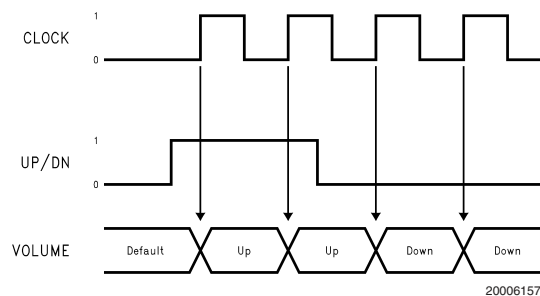 CLOCK 1
0
UP/DN 1
0
VOLUME Default Up Up Down Down
20006157